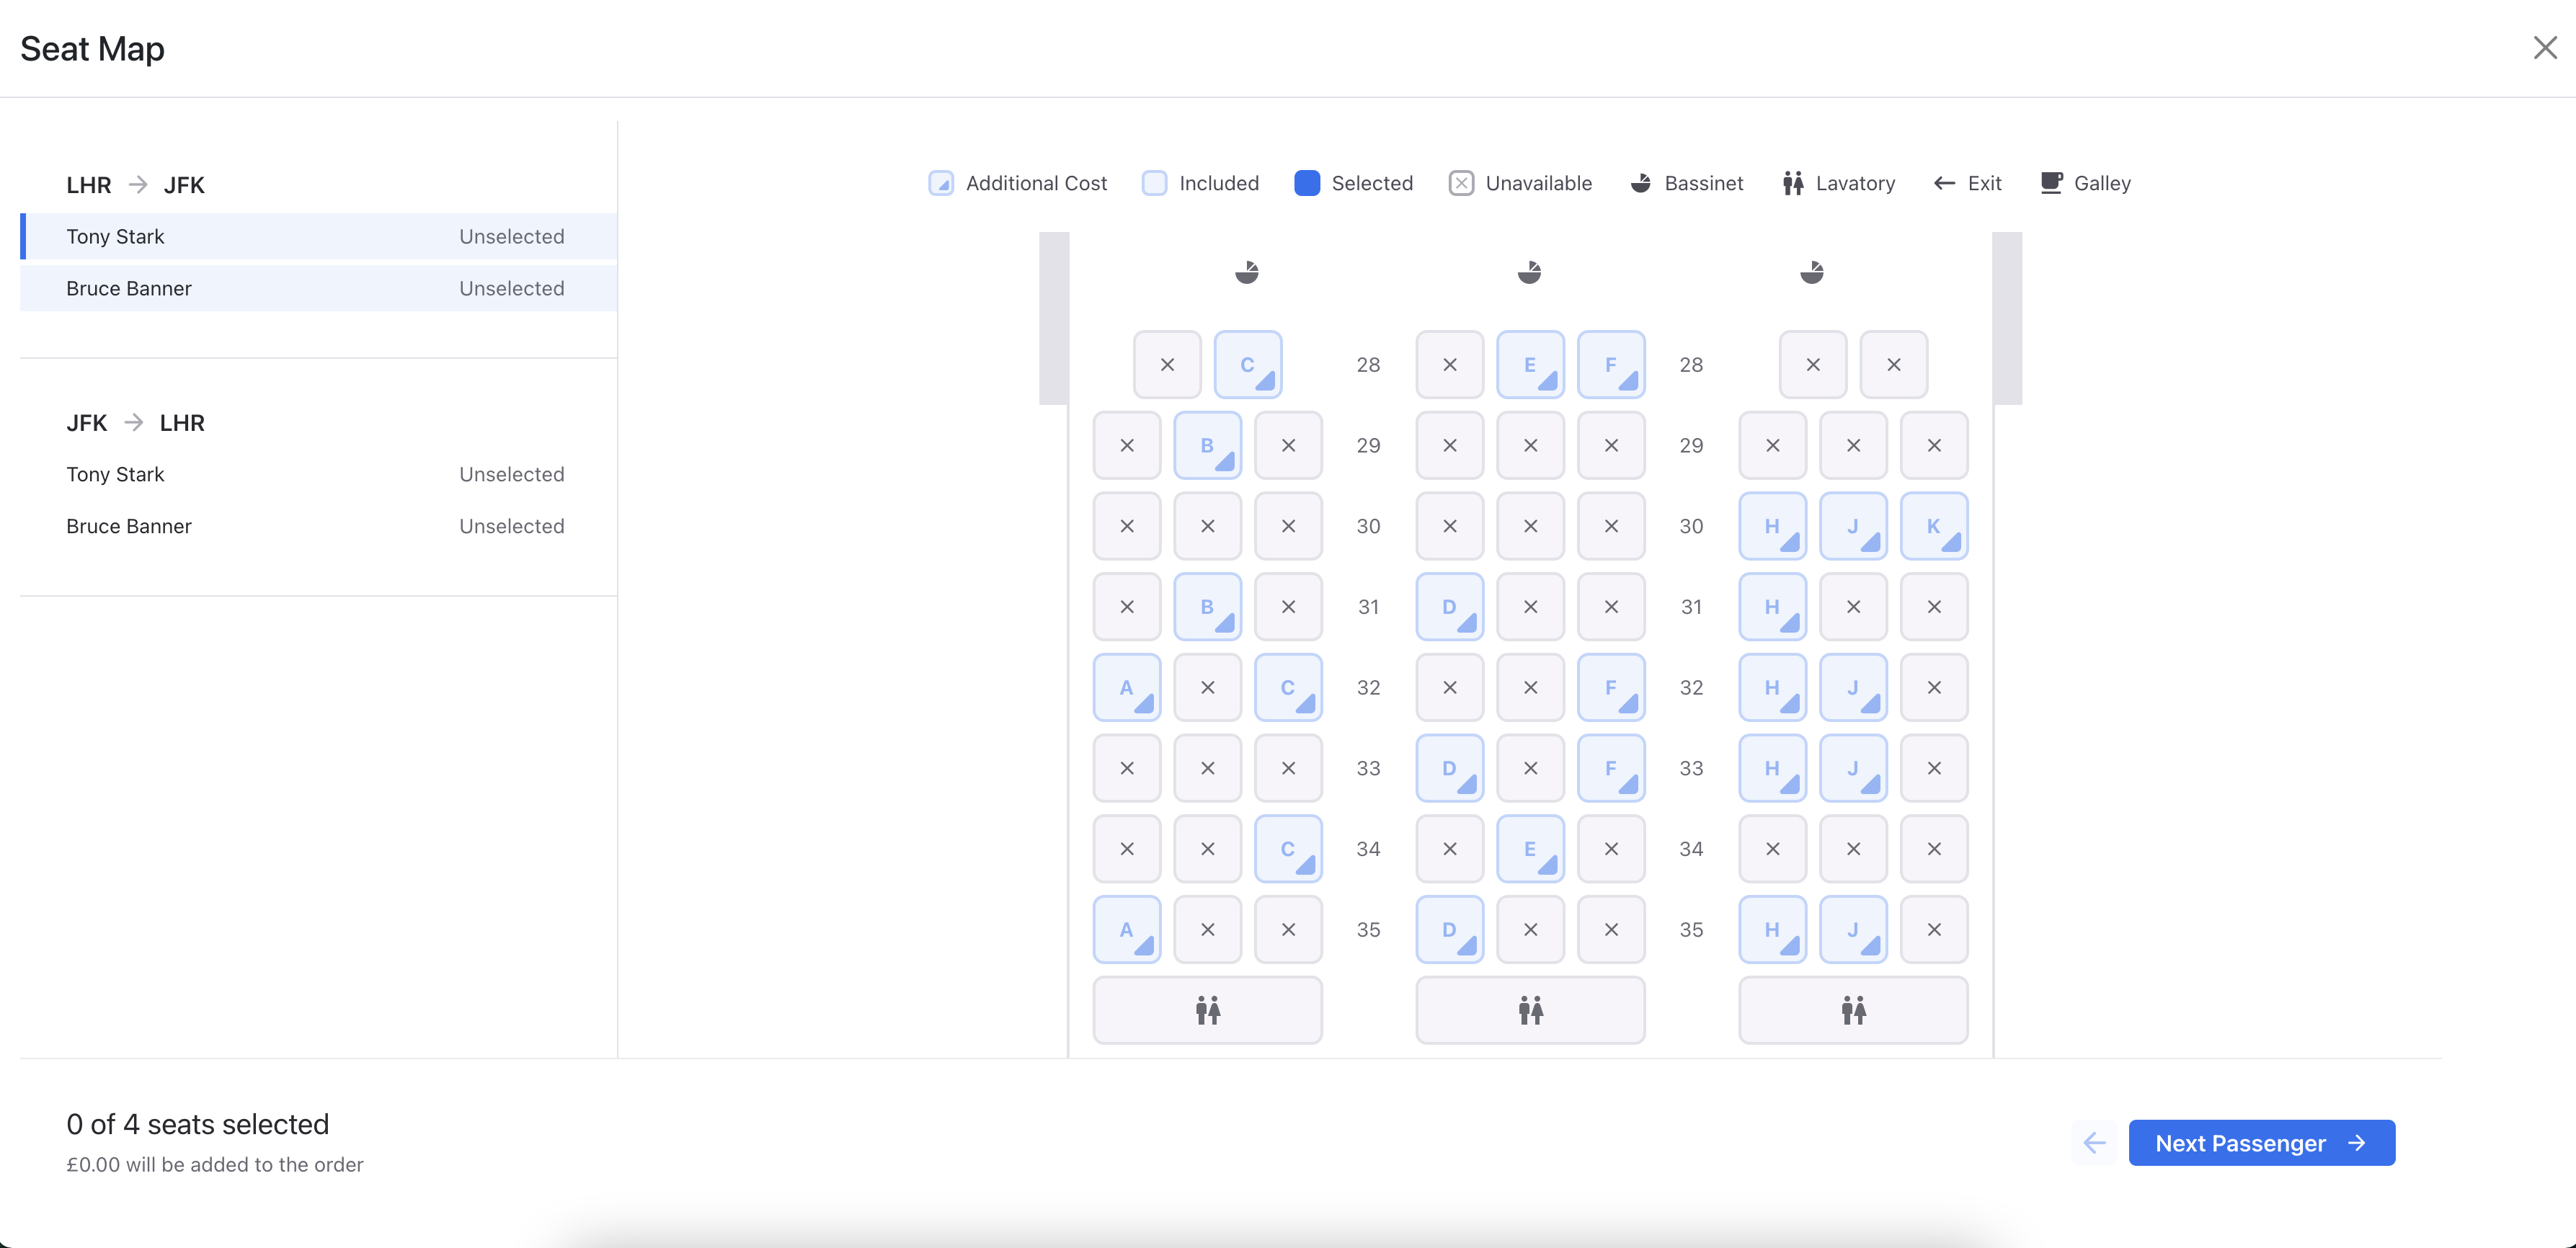 Seat Map
LHR → JFK
Tony Stark Unselected
Bruce Banner Unselected
JFK → LHR
Tony Stark Unselected
Bruce Banner Unselected
Additional Cost Included Selected Unavailable Bassinet Lavatory Exit Galley
C 28 E F 28
B 29 29
30 30 H J K
B 31 D 31 H
A C 32 F 32 H J
33 D F 33 H J
C 34 E 34
A 35 D 35 H J
0 of 4 seats selected
£0.00 will be added to the order
Next Passenger →